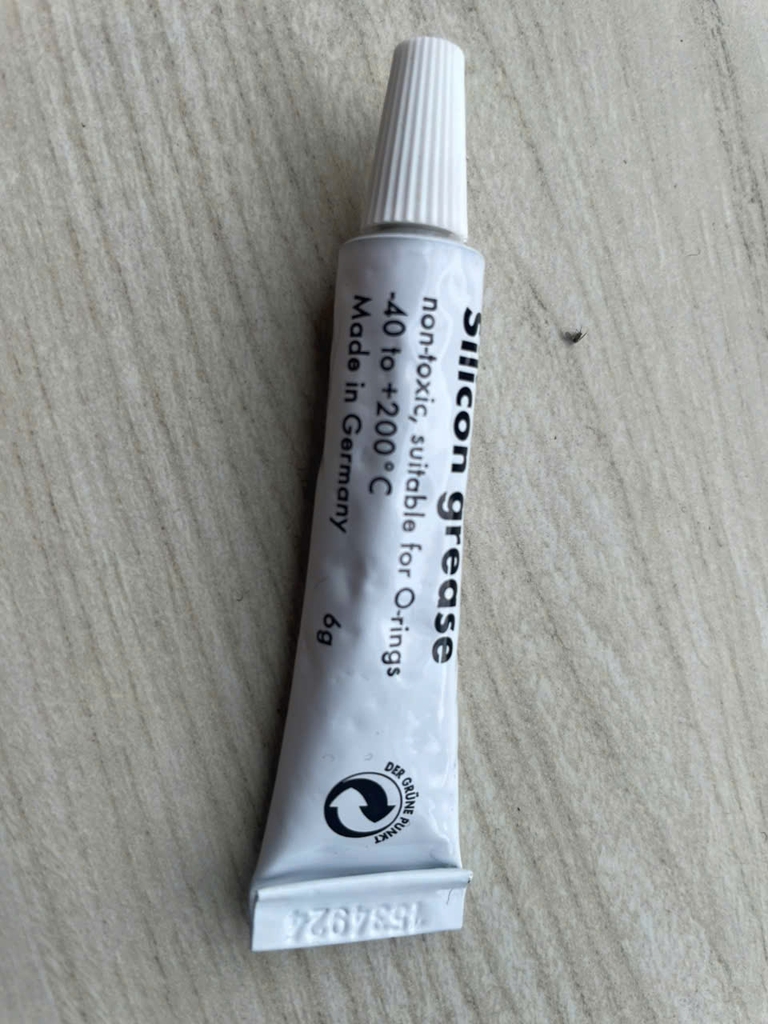 Silicon grease
non-toxic, suitable for O-rings
-40 to +200°C
Made in Germany 6g
DER GRÜNE PUNKT
1534924